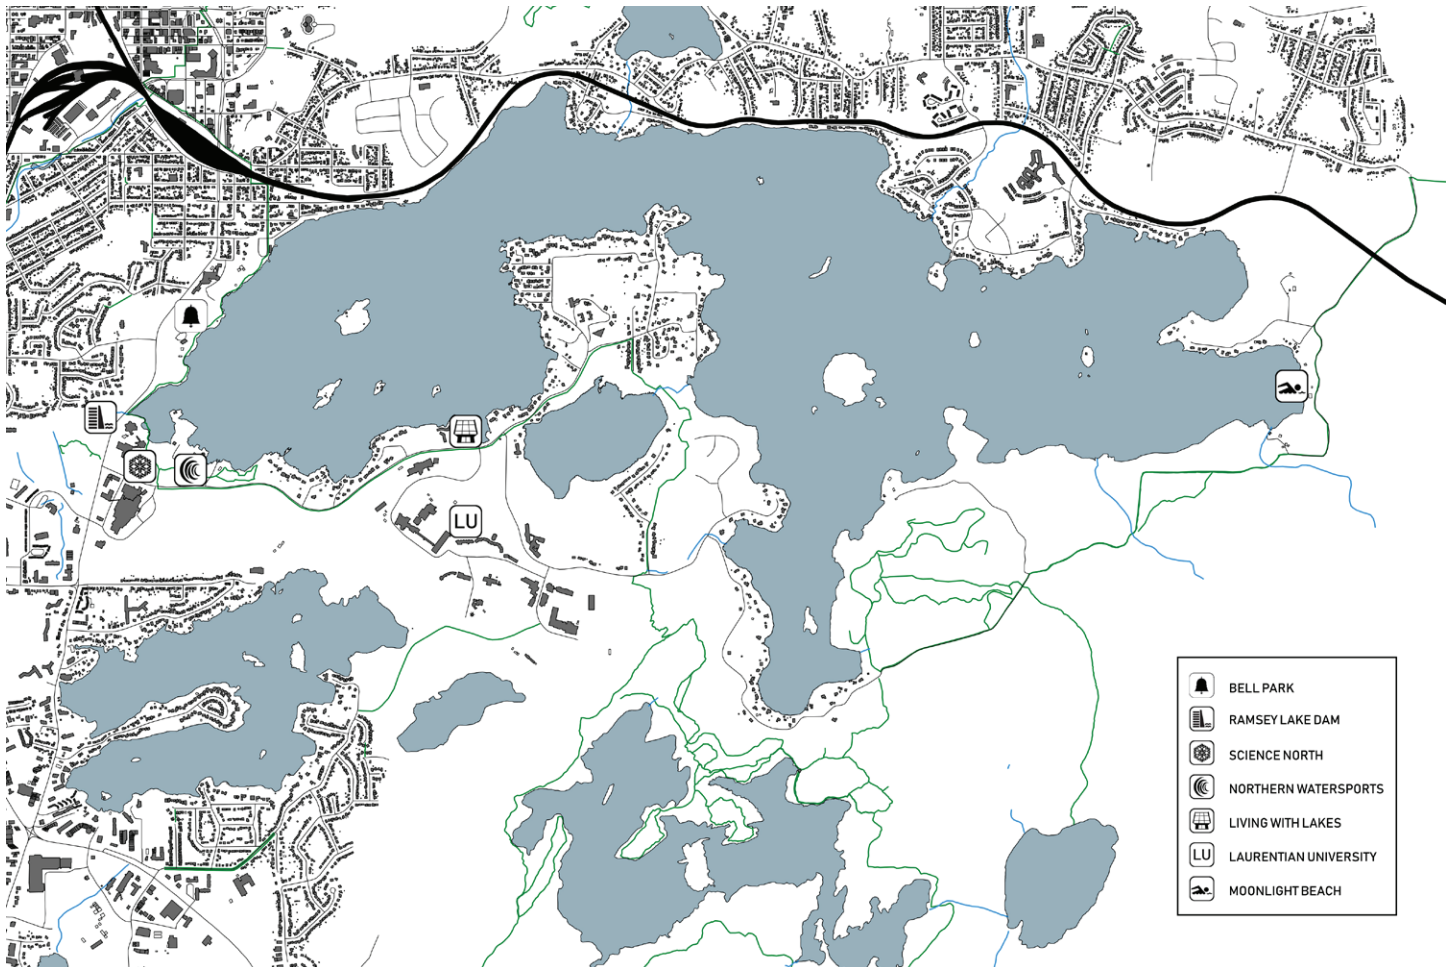 LU
BELL PARK
RAMSEY LAKE DAM
SCIENCE NORTH
NORTHERN WATERSPORTS
LIVING WITH LAKES
LU LAURENTIAN UNIVERSITY
MOONLIGHT BEACH